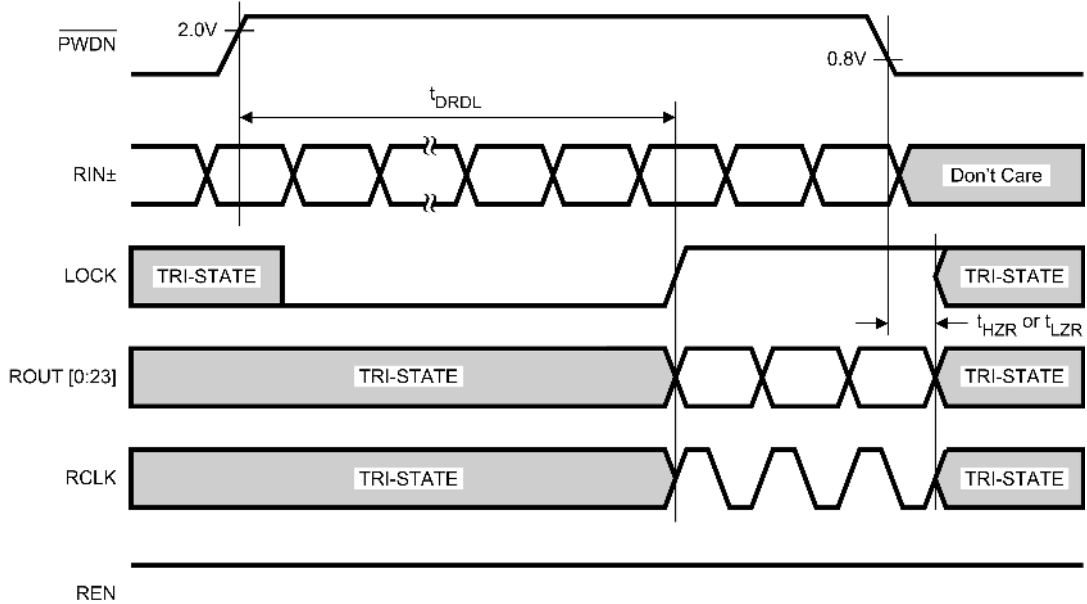 PWDN
2.0V
0.8V
tDRDL
RIN±
Don't Care
LOCK
TRI-STATE
TRI-STATE
tHZR or tLZR
ROUT [0:23]
TRI-STATE
TRI-STATE
RCLK
TRI-STATE
TRI-STATE
REN